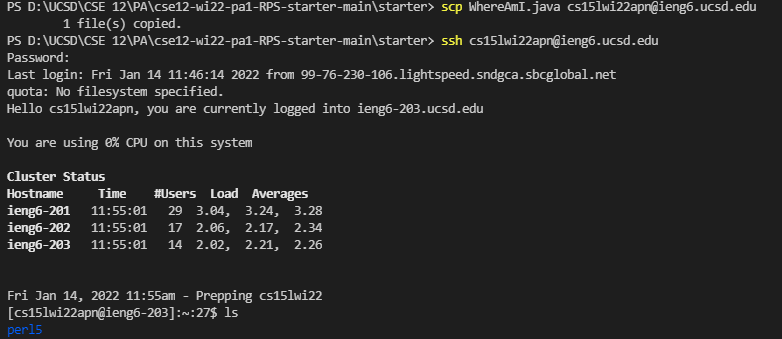 PS D:\UCSD\CSE 12\PA\cse12-wi22-pa1-RPS-starter-main\starter> scp WhereAmI.java cs15lwi22apn@ieng6.ucsd.edu
        1 file(s) copied.
PS D:\UCSD\CSE 12\PA\cse12-wi22-pa1-RPS-starter-main\starter> ssh cs15lwi22apn@ieng6.ucsd.edu
Password:
Last login: Fri Jan 14 11:46:14 2022 from 99-76-230-106.lightspeed.sndgca.sbcglobal.net
quota: No filesystem specified.
Hello cs15lwi22apn, you are currently logged into ieng6-203.ucsd.edu
You are using 0% CPU on this system
Cluster Status
Hostname     Time    #Users  Load  Averages
ieng6-201   11:55:01   29  3.04,  3.24,  3.28
ieng6-202   11:55:01   17  2.06,  2.17,  2.34
ieng6-203   11:55:01   14  2.02,  2.21,  2.26
Fri Jan 14, 2022 11:55am - Prepping cs15lwi22
[cs15lwi22apn@ieng6-203]:~:27$ ls
perl5